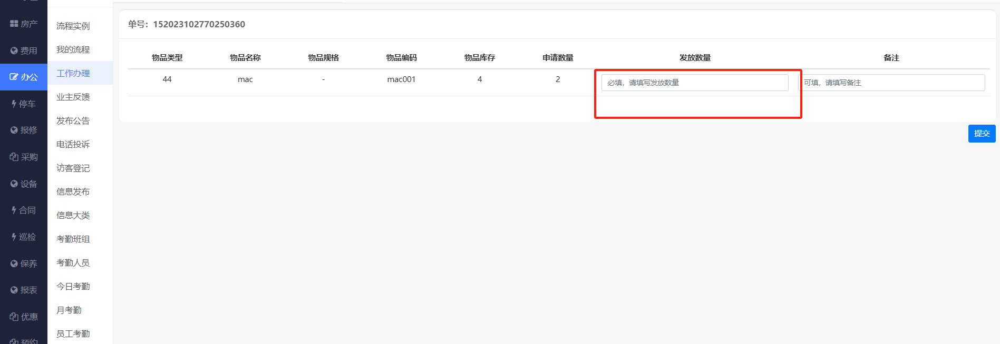 房产
费用
办公
停车
报修
采购
设备
合同
巡检
保养
报表
优惠
预约
流程实例
我的流程
工作办理
业主反馈
发布公告
电话投诉
访客登记
信息发布
信息大类
考勤班组
考勤人员
今日考勤
月考勤
员工考勤
单号：152023102770250360
物品类型 物品名称 物品规格 物品编码 物品库存 申请数量 发放数量 备注
44 mac - mac001 4 2 必填，请填写发放数量 可填，请填写备注
提交